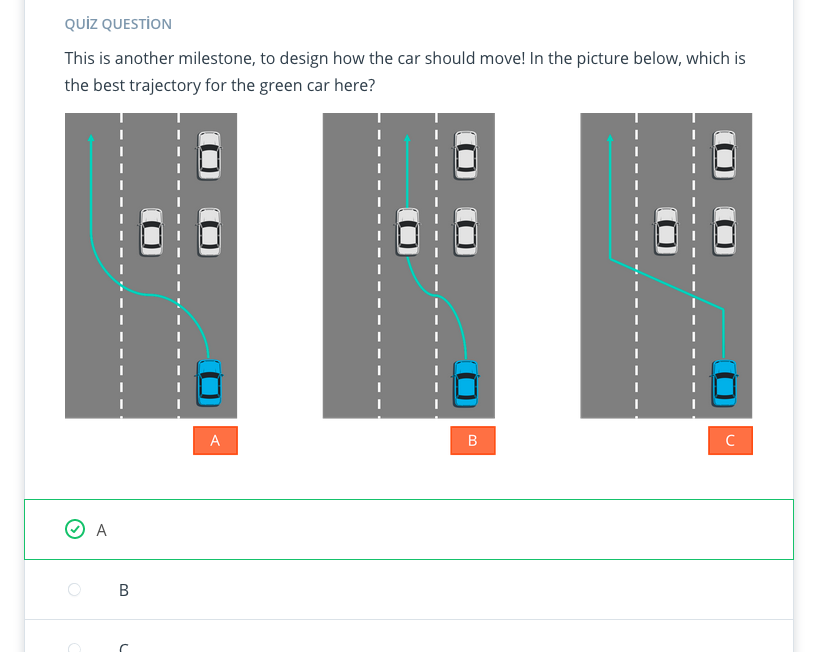 QUİZ QUESTİON
This is another milestone, to design how the car should move! In the picture below, which is
the best trajectory for the green car here?
A
B
C
A
B
C